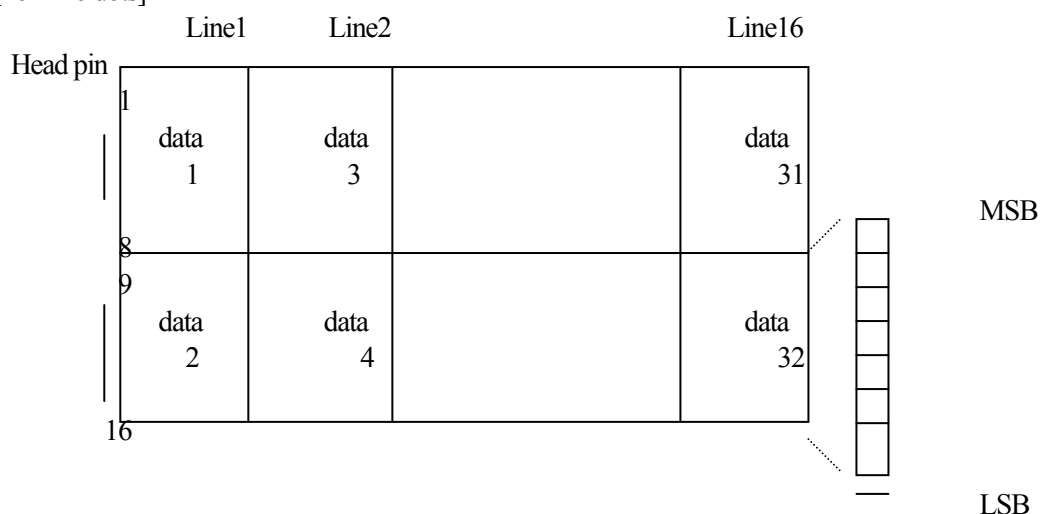 Line1 Line2 Line16
Head pin
1
data data data
1 3 31
MSB
8
9
data data data
2 4 32
16
LSB